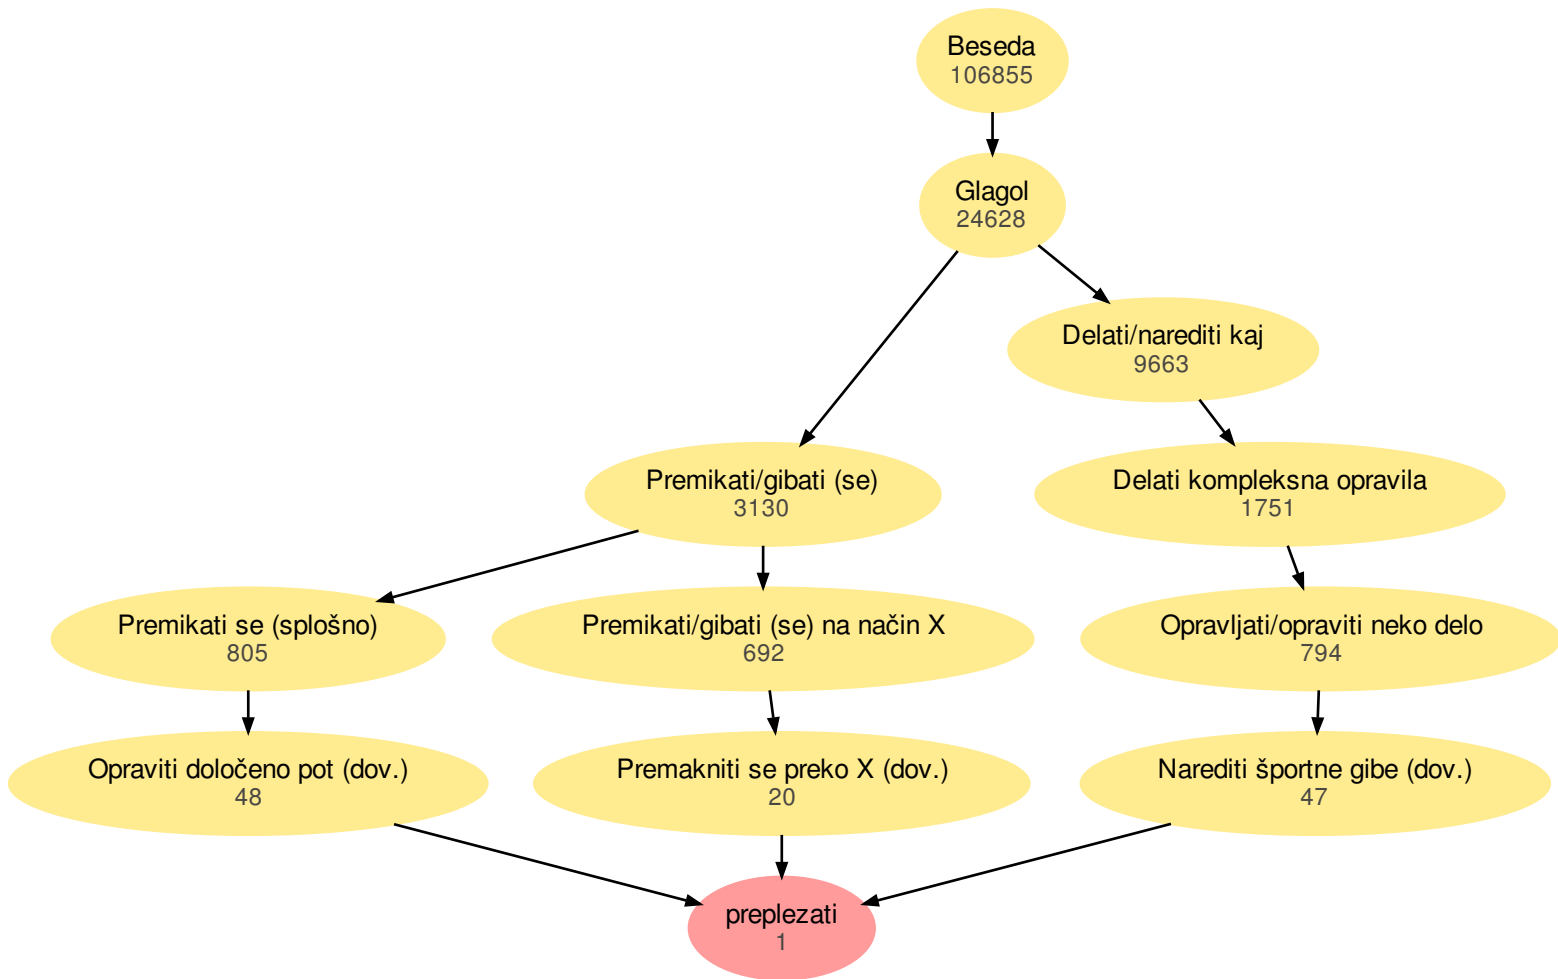 Beseda
106855
Glagol
24628
Delati/narediti kaj
9663
Premikati/gibati (se)
3130
Delati kompleksna opravila
1751
Premikati se (splošno)
805
Premikati/gibati (se) na način X
692
Opravljati/opraviti neko delo
794
Opraviti določeno pot (dov.)
48
Premakniti se preko X (dov.)
20
Narediti športne gibe (dov.)
47
preplezati
1